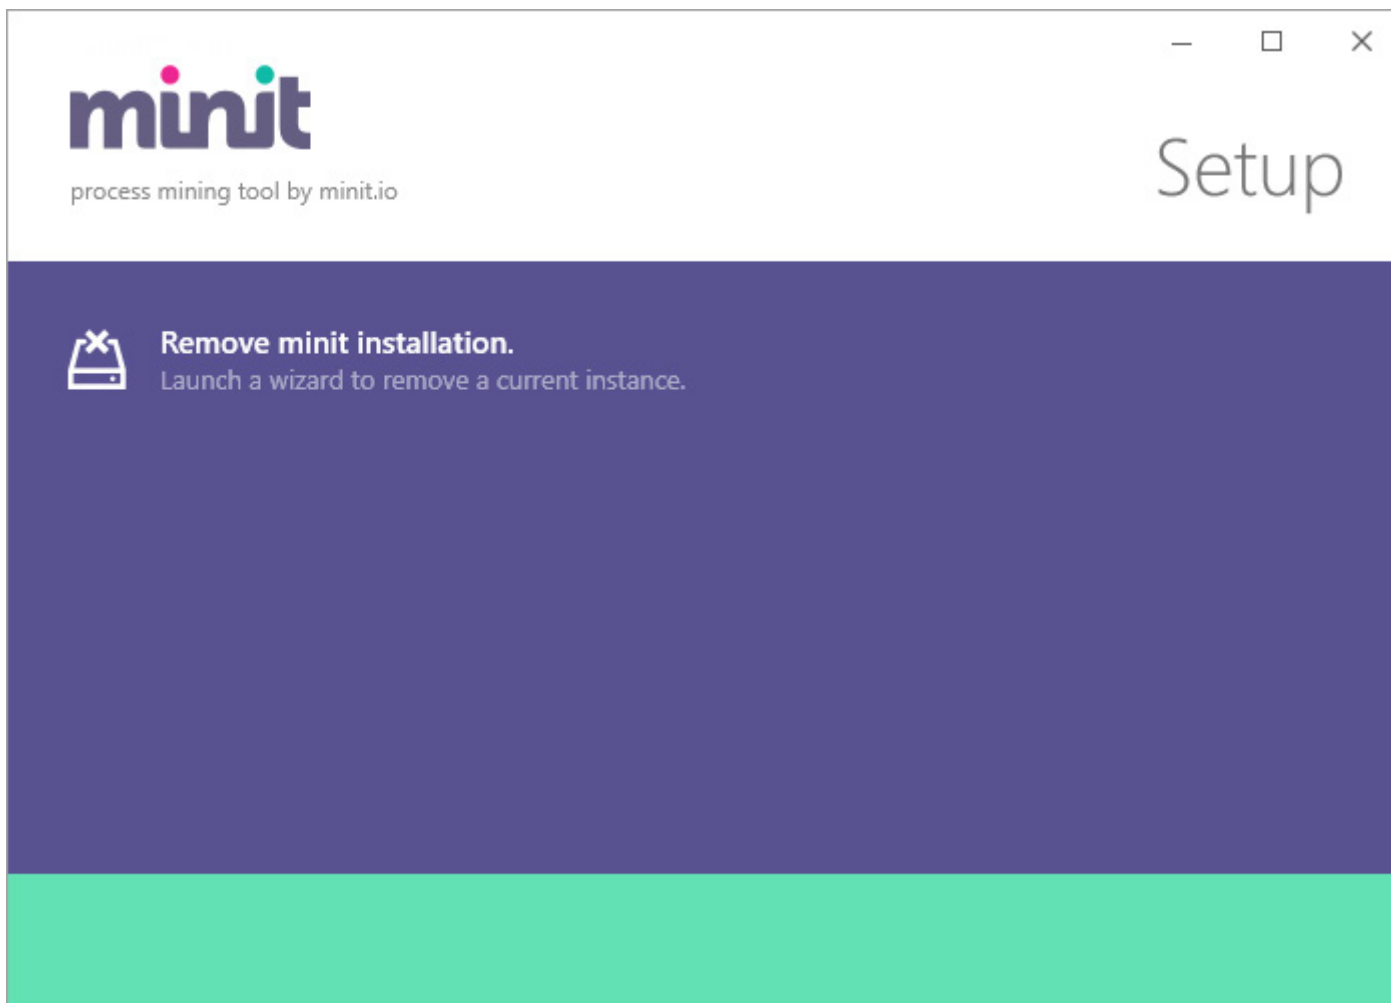 minit
process mining tool by minit.io
Setup
Remove minit installation.
Launch a wizard to remove a current instance.